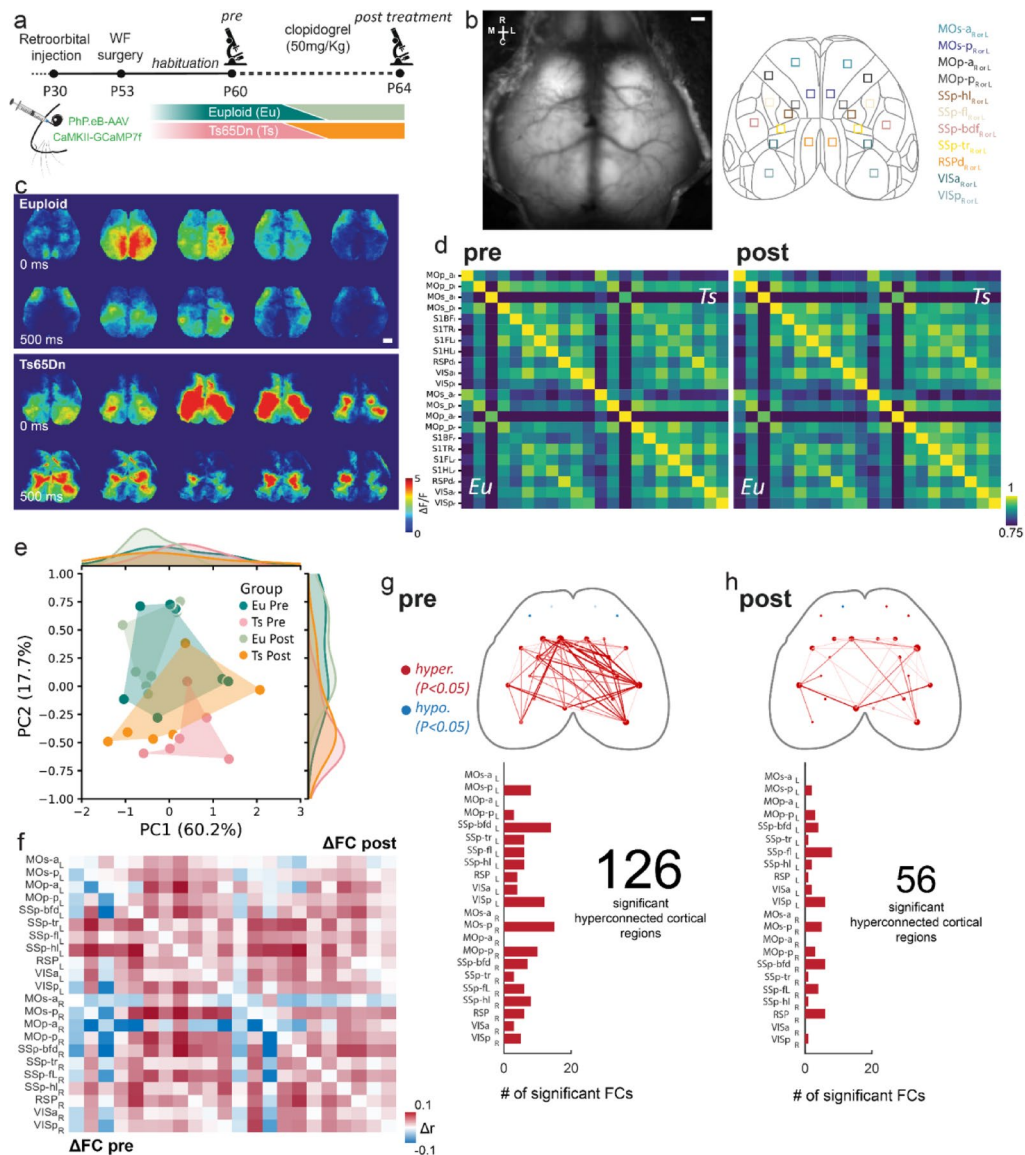 a
pre
post treatment
Retroorbital injection
WF surgery
habituation
clopidogrel (50mg/Kg)
P30
P53
P60
P64
PhP.eB-AAV
CaMKII-GCaMP7f
Euploid (Eu)
Ts65Dn (Ts)
b
R
M L
C
MOs-a R or L
MOs-p R or L
MOp-a R or L
MOp-p R or L
SSp-hl R or L
SSp-fl R or L
SSp-bdf R or L
SSp-tr R or L
RSPd R or L
VISa R or L
VISp R or L
c
Euploid
0 ms
500 ms
Ts65Dn
0 ms
500 ms
5
ΔF/F
0
d
pre
post
MOp_a
MOp_p
MOs_a
MOs_p
S1BF
S1TR
S1FL
S1HL
RSPd
VISa
VISp
MOs_a
MOs_p
MOp_a
MOp_p
S1BF
S1TR
S1FL
S1HL
RSPd
VISa
VISp
Ts
Eu
Ts
Eu
1
0.75
e
1.00
0.75
0.50
0.25
0.00
−0.25
−0.50
−0.75
−1.00
PC2 (17.7%)
−2 −1 0 1 2 3
PC1 (60.2%)
Group
Eu Pre
Ts Pre
Eu Post
Ts Post
f
ΔFC post
MOs-a L
MOs-p L
MOp-a L
MOp-p L
SSp-bfd L
SSp-tr L
SSp-fl L
SSp-hl L
RSP L
VISa L
VISp L
MOs-a R
MOs-p R
MOp-a R
MOp-p R
SSp-bfd R
SSp-tr R
SSp-fL R
SSp-hl R
RSP R
VISa R
VISp R
ΔFC pre
0.1
Δr
-0.1
g
pre
hyper.
(P<0.05)
hypo.
(P<0.05)
MOs-a L
MOs-p L
MOp-a L
MOp-p L
SSp-bfd L
SSp-tr L
SSp-fl L
SSp-hl L
RSP L
VISa L
VISp L
MOs-a R
MOs-p R
MOp-a R
MOp-p R
SSp-bfd R
SSp-tr R
SSp-fL R
SSp-hl R
RSP R
VISa R
VISp R
0 20
# of significant FCs
126
significant
hyperconnected cortical
regions
h
post
MOs-a L
MOs-p L
MOp-a L
MOp-p L
SSp-bfd L
SSp-tr L
SSp-fl L
SSp-hl L
RSP L
VISa L
VISp L
MOs-a R
MOs-p R
MOp-a R
MOp-p R
SSp-bfd R
SSp-tr R
SSp-fL R
SSp-hl R
RSP R
VISa R
VISp R
0 20
# of significant FCs
56
significant
hyperconnected cortical
regions